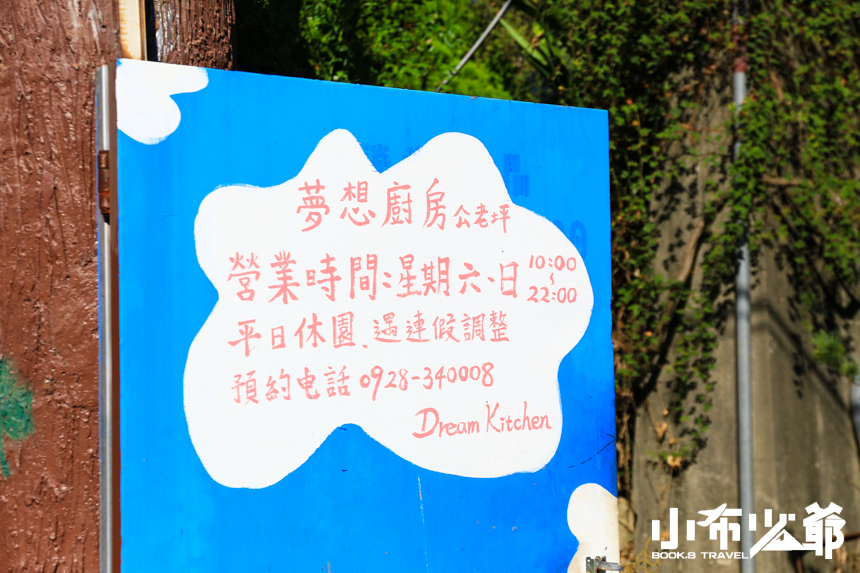 夢想廚房公老坪
營業時間:星期六、日 10:00~22:00
平日休園、遇連假調整
預約电話 0928-340008
Dream Kitchen
小布少爺
BOOK.S TRAVEL